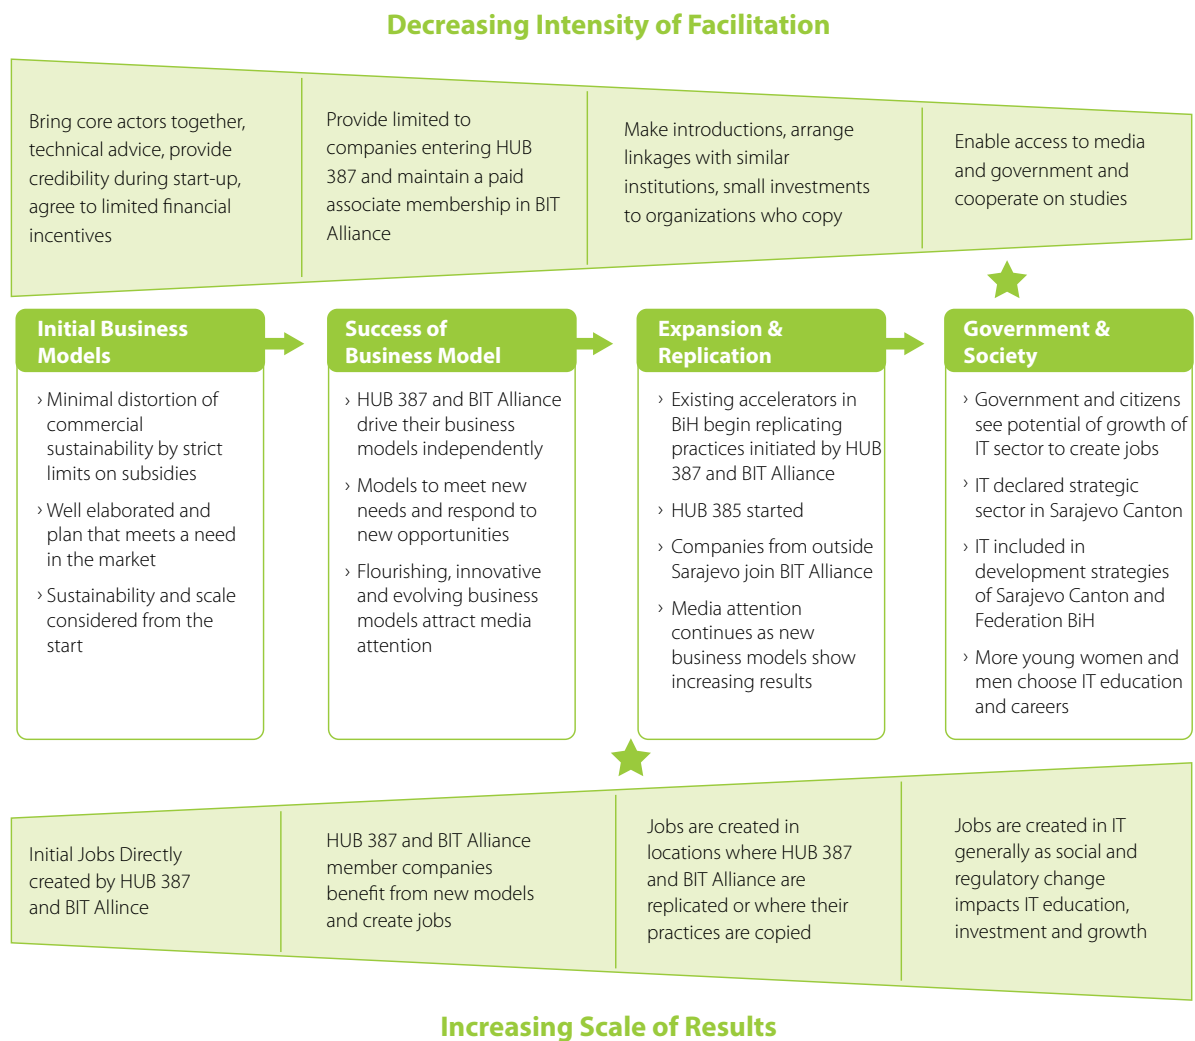 Decreasing Intensity of Facilitation
Bring core actors together,
technical advice, provide
credibility during start-up,
agree to limited financial
incentives
Provide limited to
companies entering HUB
387 and maintain a paid
associate membership in BIT
Alliance
Make introductions, arrange
linkages with similar
institutions, small investments
to organizations who copy
Enable access to media
and government and
cooperate on studies
Initial Business
Models
› Minimal distortion of
commercial
sustainability by strict
limits on subsidies
› Well elaborated and
plan that meets a need
in the market
› Sustainability and scale
considered from the
start
Success of
Business Model
› HUB 387 and BIT Alliance
drive their business
models independently
› Models to meet new
needs and respond to
new opportunities
› Flourishing, innovative
and evolving business
models attract media
attention
Expansion &
Replication
› Existing accelerators in
BiH begin replicating
practices initiated by HUB
387 and BIT Alliance
› HUB 385 started
› Companies from outside
Sarajevo join BIT Alliance
› Media attention
continues as new
business models show
increasing results
Government &
Society
› Government and citizens
see potential of growth of
IT sector to create jobs
› IT declared strategic
sector in Sarajevo Canton
› IT included in
development strategies
of Sarajevo Canton and
Federation BiH
› More young women and
men choose IT education
and careers
Initial Jobs Directly
created by HUB 387
and BIT Allince
HUB 387 and BIT Alliance
member companies
benefit from new models
and create jobs
Jobs are created in
locations where HUB 387
and BIT Alliance are
replicated or where their
practices are copied
Jobs are created in IT
generally as social and
regulatory change
impacts IT education,
investment and growth
Increasing Scale of Results